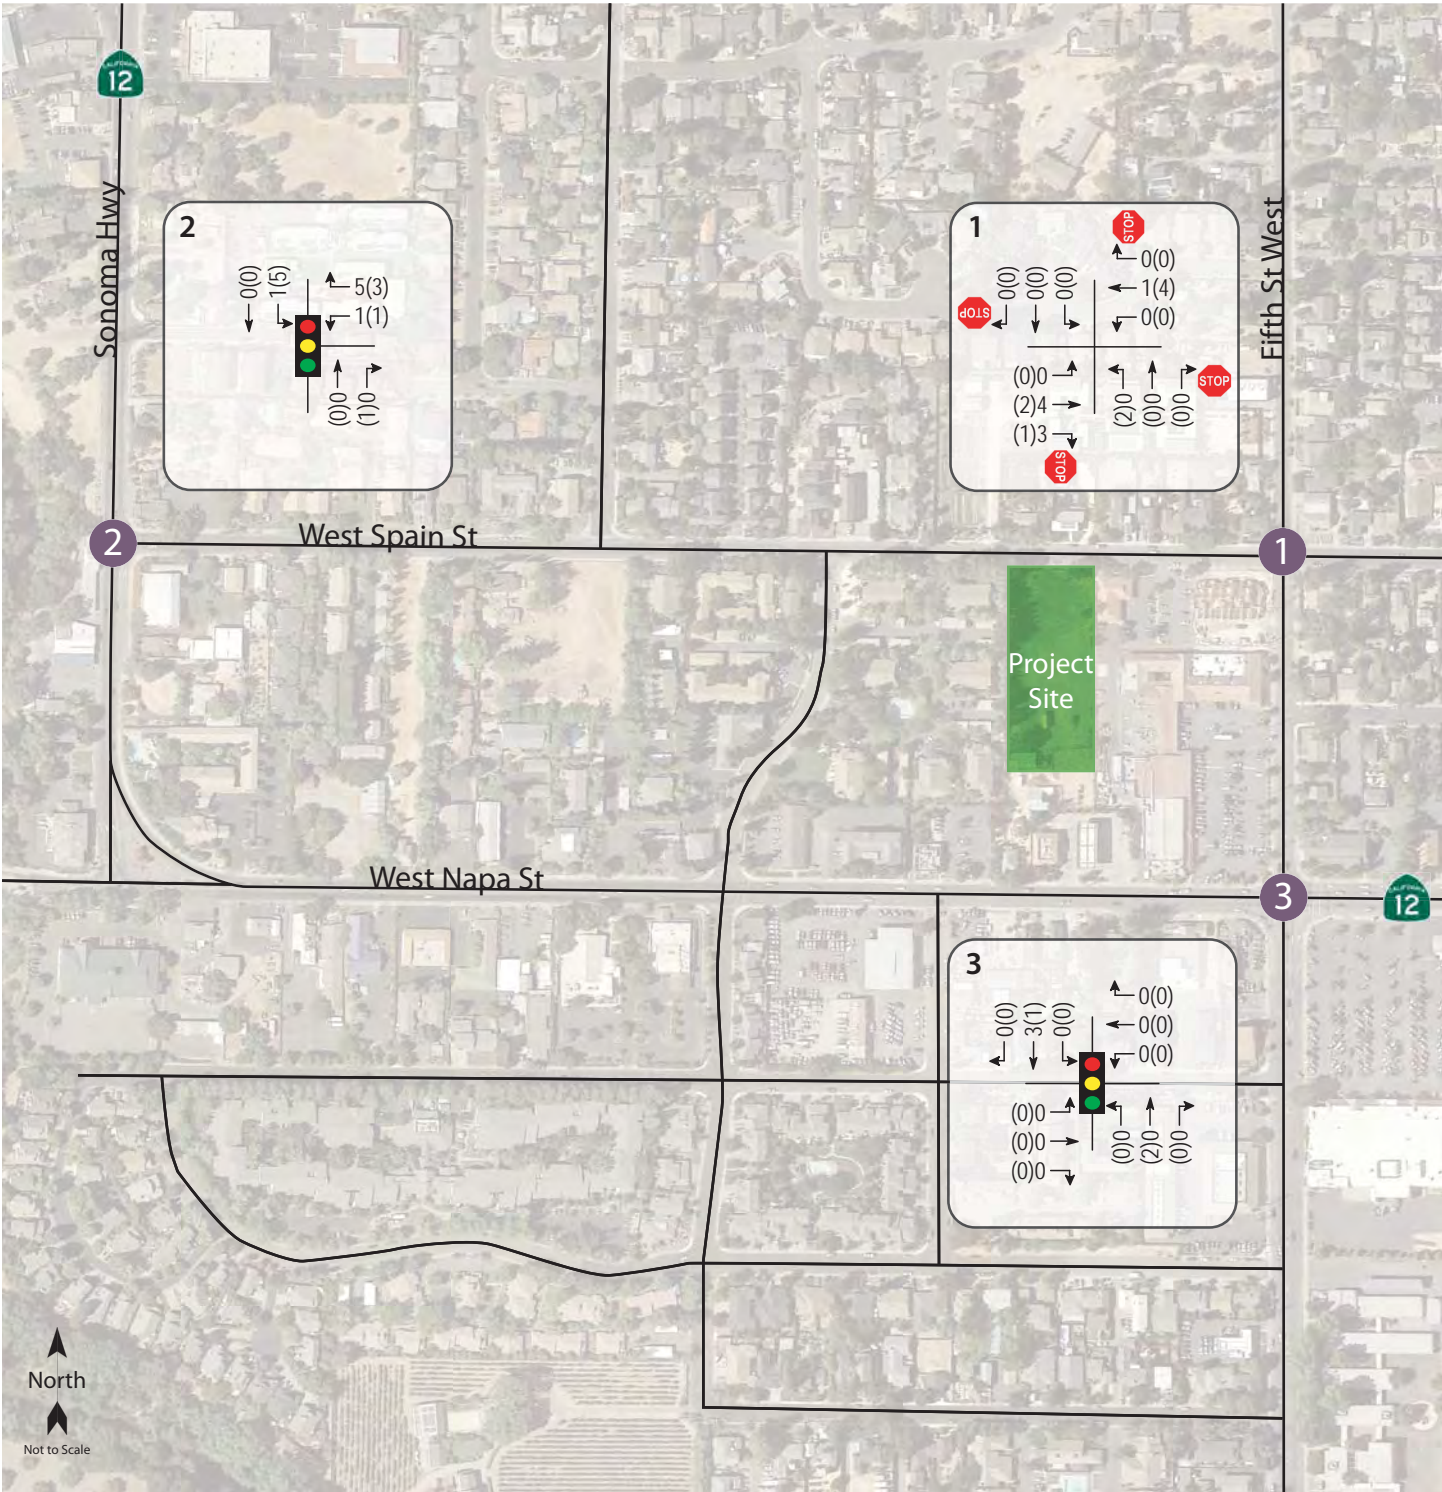 CALIFORNIA
12
Sonoma Hwy
Fifth St West
2
0(0)
1(5)
5(3)
1(1)
(0)0
(1)0
1
STOP
0(0)
1(4)
0(0)
0(0)
0(0)
0(0)
STOP
(0)0
(2)4
(1)3
STOP
(2)0
(0)0
(0)0
STOP
2
West Spain St
1
Project
Site
West Napa St
3
CALIFORNIA
12
3
0(0)
3(1)
0(0)
0(0)
0(0)
0(0)
(0)0
(0)0
(0)0
(0)0
(2)0
(0)0
North
Not to Scale